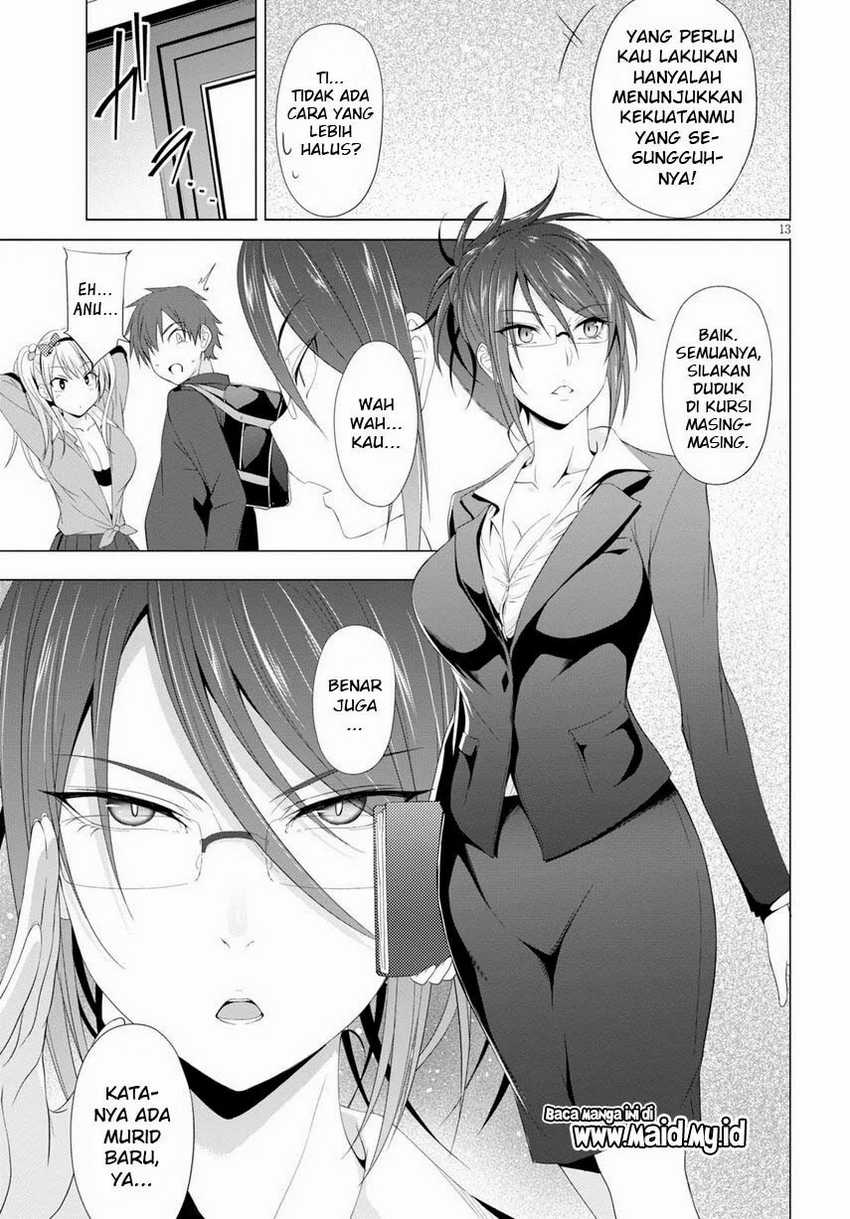 YANG PERLU
KAU LAKUKAN
HANYALAH
MENUNJUKKAN
KEKUATANMU
YANG SE-
SUNGGUH-
NYA!
TI...
TIDAK ADA
CARA YANG
LEBIH
HALUS?
13
BAIK.
SEMUANYA,
SILAKAN
DUDUK
DI KURSI
MASING-
MASING.
WAH
WAH...
KAU...
EH...
ANU...
BENAR
JUGA
...
KATA-
NYA ADA
MURID
BARU,
YA...
Baca manga ini di
www.Maid.my.id